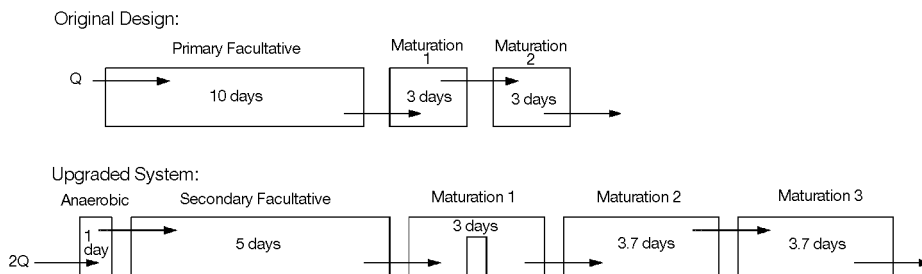 Original Design:
Primary Facultative
Maturation
1
Maturation
2
Q
10 days
3 days
3 days
Upgraded System:
Anaerobic
Secondary Facultative
Maturation 1
Maturation 2
Maturation 3
1
day
5 days
3 days
3.7 days
3.7 days
2Q